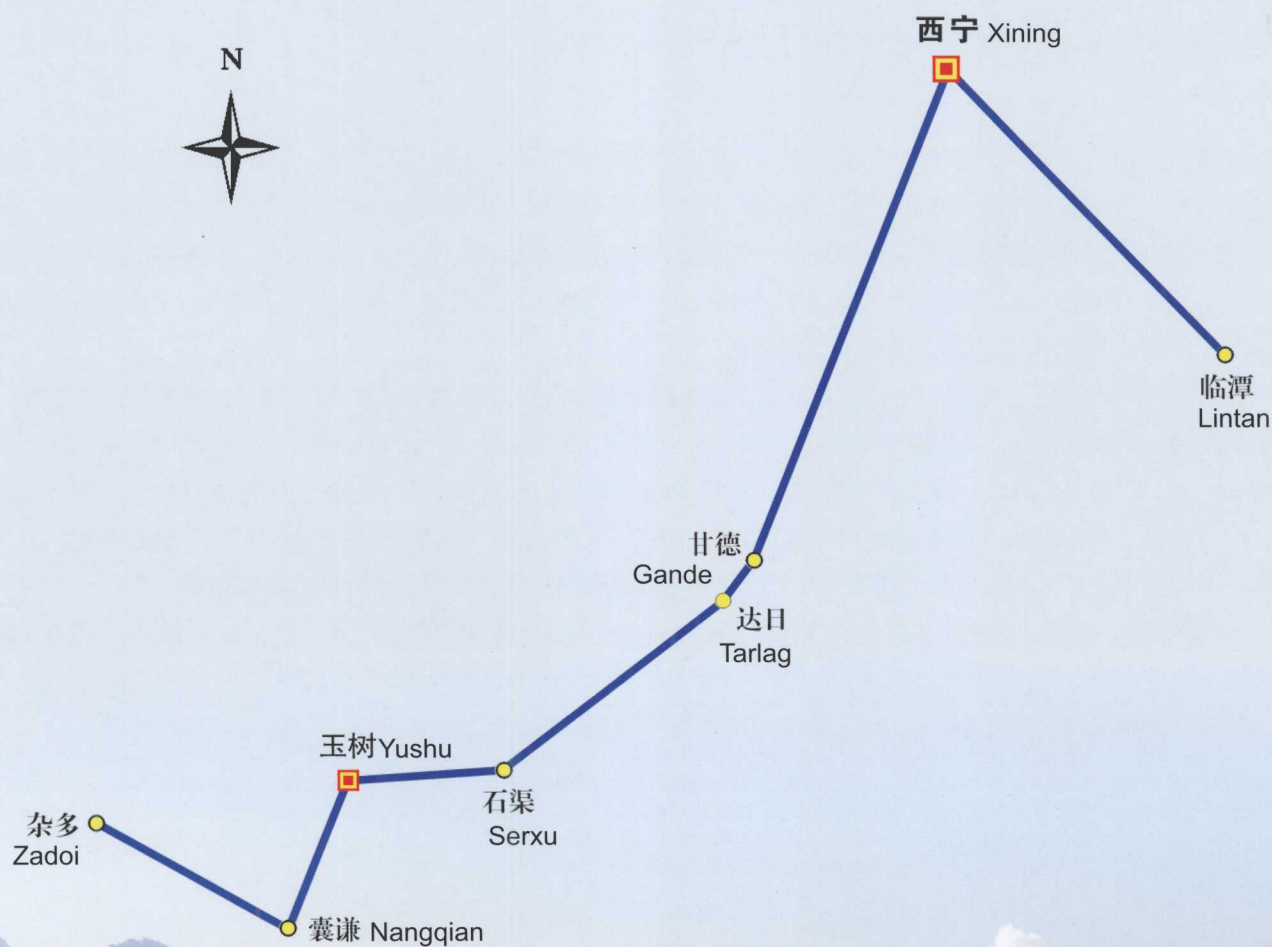 西宁 Xining
N
临潭
Lintan
甘德
Gande
达日
Tarlag
玉树Yushu
石渠
Serxu
杂多
Zadoi
囊谦 Nangqian